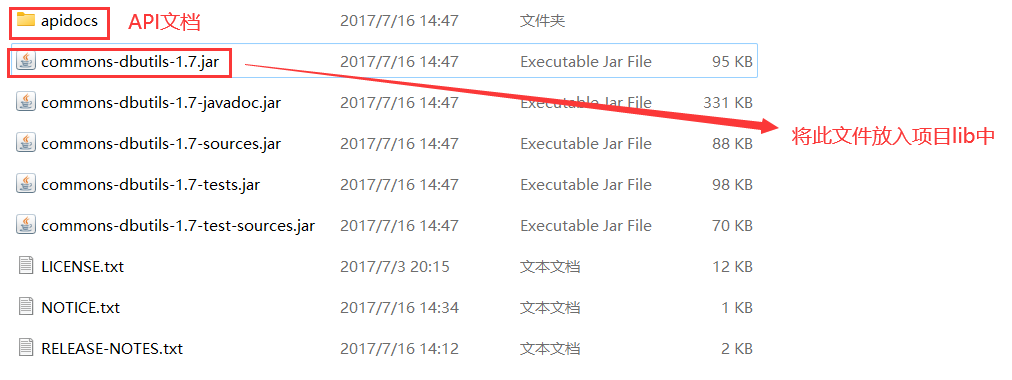 apidocs 2017/7/16 14:47 文件夹 API文档
commons-dbutils-1.7.jar 2017/7/16 14:47 Executable Jar File 95 KB
commons-dbutils-1.7-javadoc.jar 2017/7/16 14:47 Executable Jar File 331 KB
将此文件放入项目lib中
commons-dbutils-1.7-sources.jar 2017/7/16 14:47 Executable Jar File 88 KB
commons-dbutils-1.7-tests.jar 2017/7/16 14:47 Executable Jar File 98 KB
commons-dbutils-1.7-test-sources.jar 2017/7/16 14:47 Executable Jar File 70 KB
LICENSE.txt 2017/7/3 20:15 文本文档 12 KB
NOTICE.txt 2017/7/16 14:34 文本文档 1 KB
RELEASE-NOTES.txt 2017/7/16 14:12 文本文档 2 KB